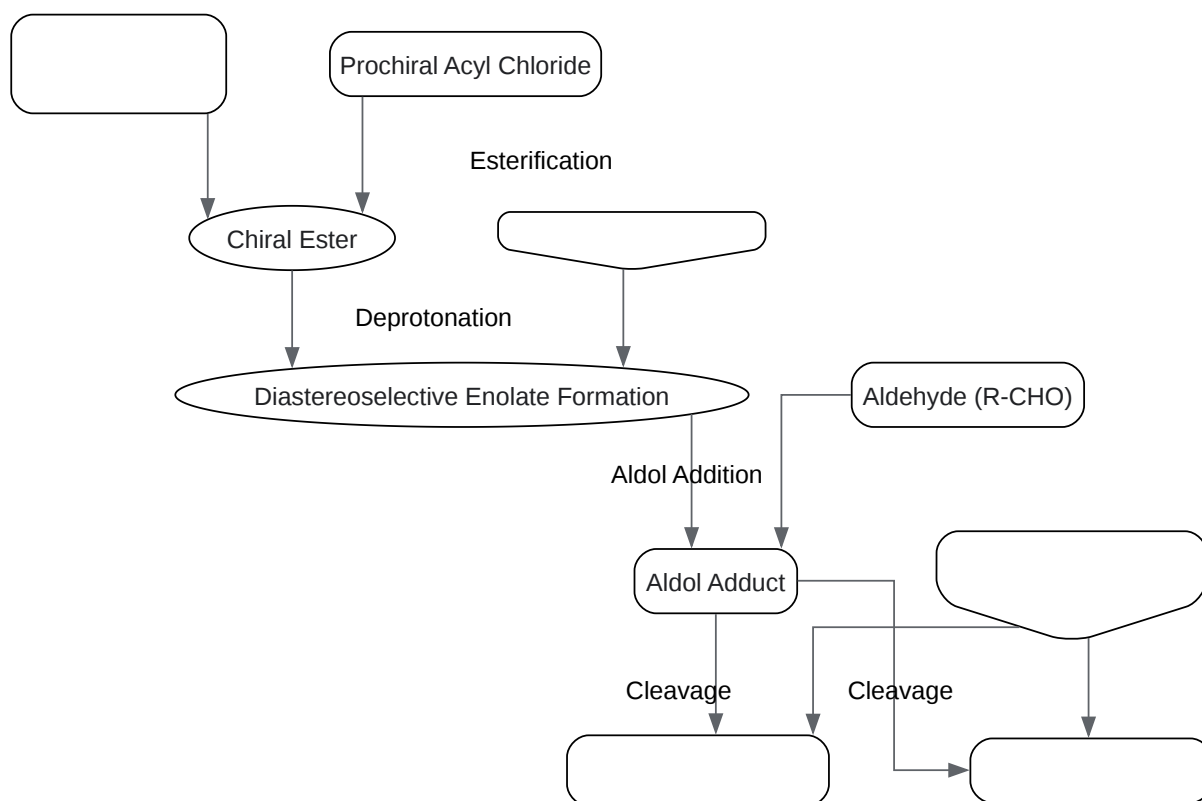 Prochiral Acyl Chloride
Esterification
Chiral Ester
Deprotonation
Diastereoselective Enolate Formation
Aldehyde (R-CHO)
Aldol Addition
Aldol Adduct
Cleavage
Cleavage